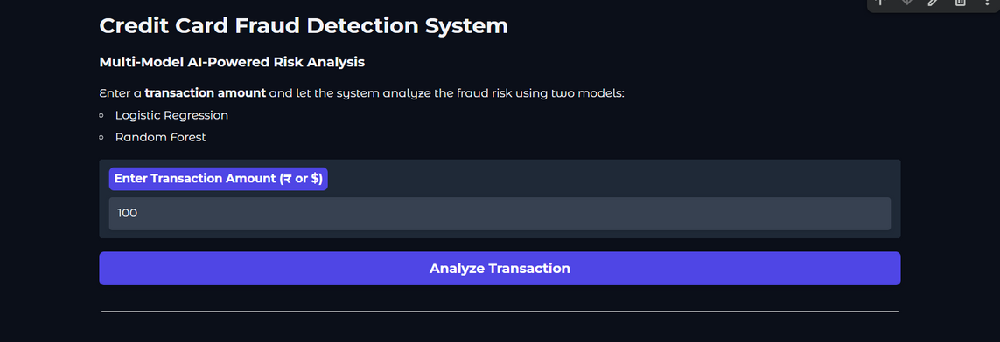 Credit Card Fraud Detection System
Multi-Model AI-Powered Risk Analysis
Enter a transaction amount and let the system analyze the fraud risk using two models:
Logistic Regression
Random Forest
Enter Transaction Amount (₹ or $)
100
Analyze Transaction